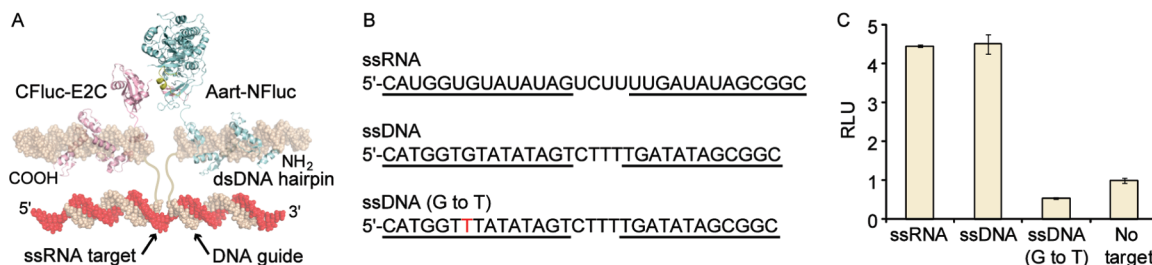 A
CFluc-E2C
Aart-NFluc
COOH
NH2
dsDNA hairpin
5'
3'
ssRNA target
DNA guide
B
ssRNA
5'-CAUGGUGUAUAUAGUCUUUUGAUAUAGCGGC
ssDNA
5'-CATGGTGTATATAGTCTTTTGATATAGCGGC
ssDNA (G to T)
5'-CATGGTTTATATAGTCTTTTGATATAGCGGC
C
RLU
5
4
3
2
1
0
ssRNA
ssDNA
ssDNA
(G to T)
No
target